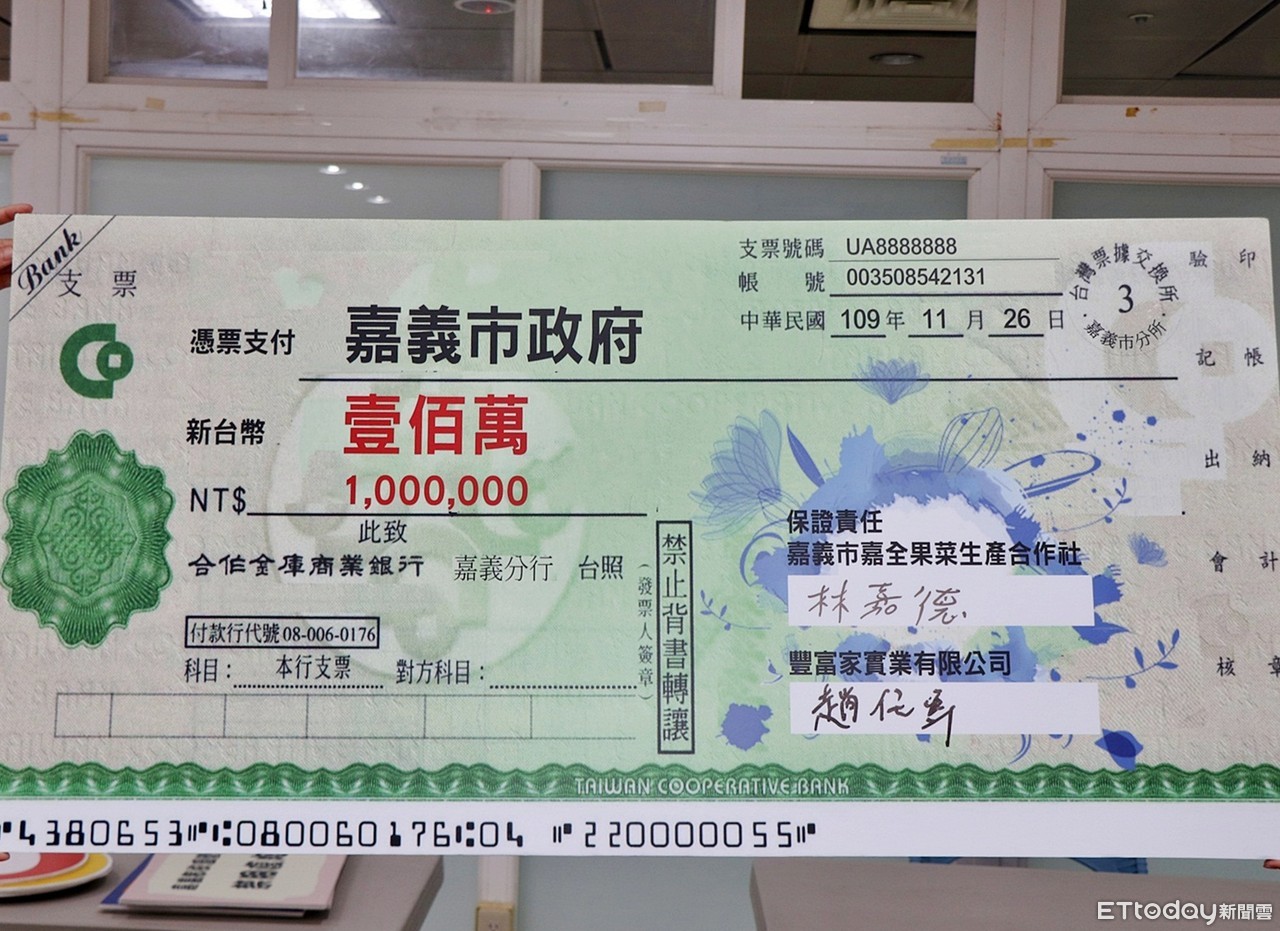 Bank
支票
支票號碼 UA8888888
帳號 003508542131
中華民國 109 年 11 月 26 日
台灣票據交換所
3
嘉義市分所
驗印
記帳
出納
會計
核章
憑票支付 嘉義市政府
新台幣 壹佰萬
NT$ 1,000,000
此致
合作金庫商業銀行 嘉義分行 台照
付款行代號 08-006-0176
科目： 本行支票 對方科目：
（發票人簽章）
禁止背書轉讓
保證責任
嘉義市嘉全果菜生產合作社
林嘉德
豐富家實業有限公司
TAIWAN COOPERATIVE BANK
4380653⑈⑆080060176⑆04 ⑈220000055⑈
ETtoday新聞雲